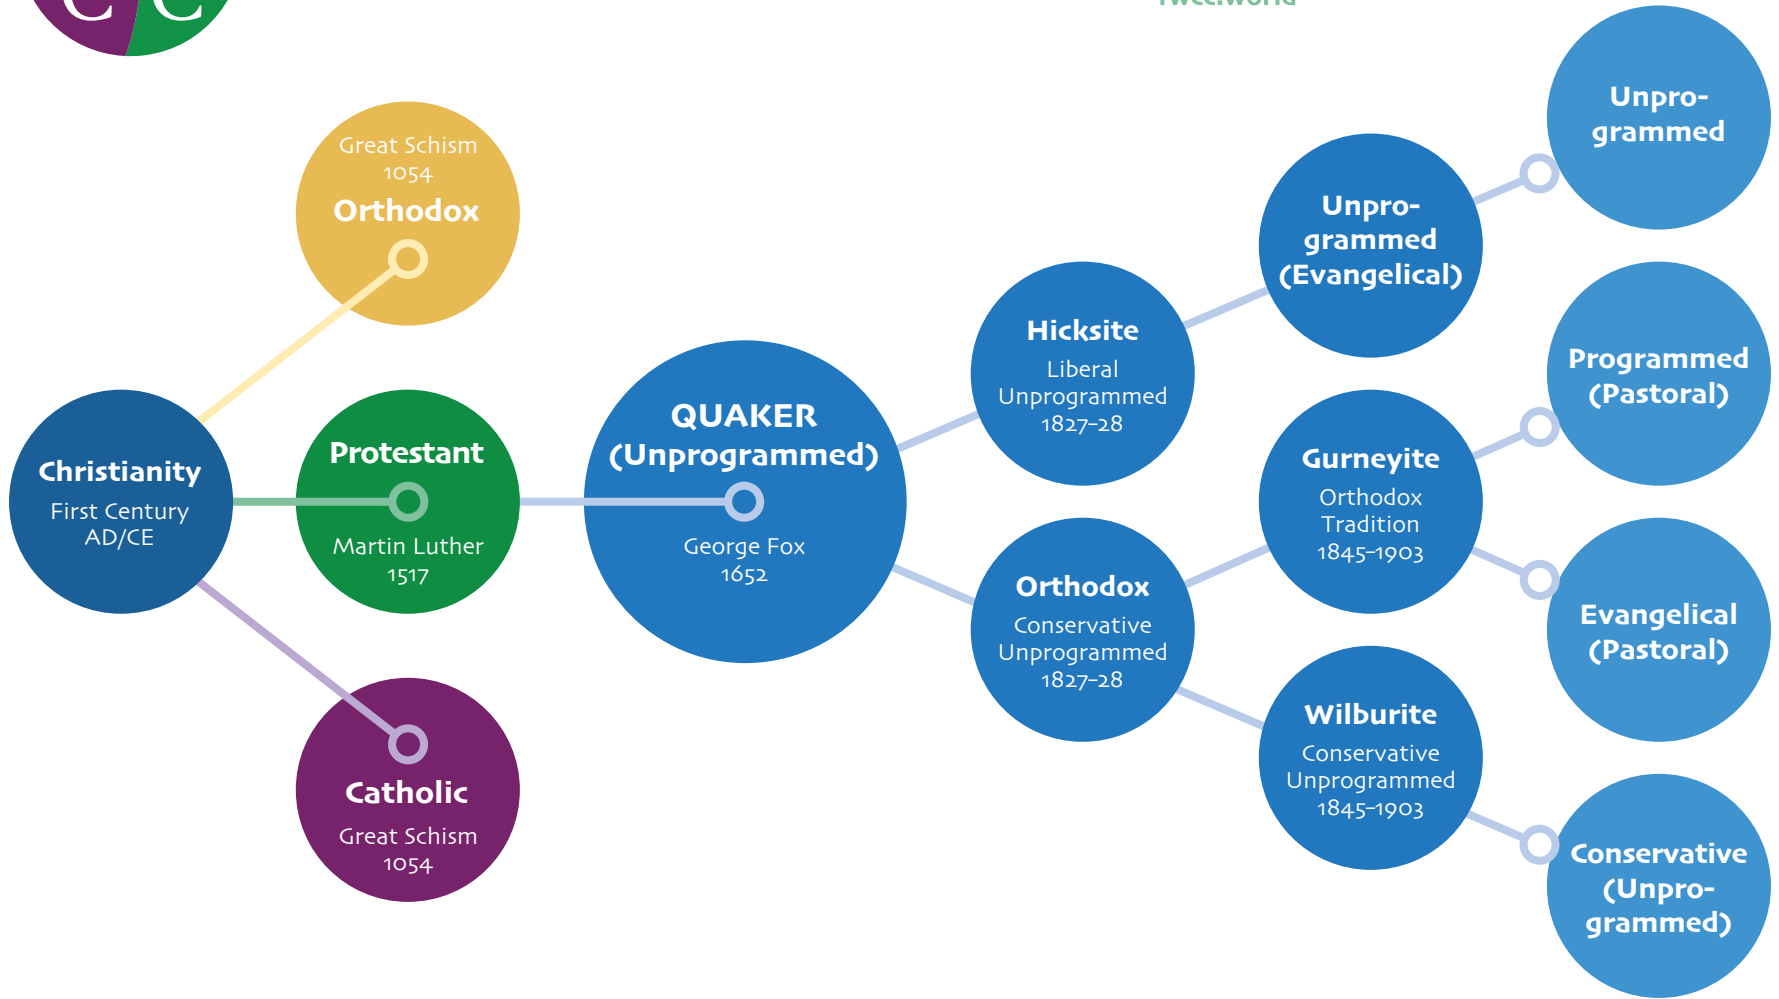 C C
fwcc.world
Great Schism
1054
Orthodox
Christianity
First Century
AD/CE
Protestant
Martin Luther
1517
Catholic
Great Schism
1054
QUAKER
(Unprogrammed)
George Fox
1652
Hicksite
Liberal
Unprogrammed
1827–28
Orthodox
Conservative
Unprogrammed
1827–28
Unpro-
grammed
(Evangelical)
Gurneyite
Orthodox
Tradition
1845–1903
Wilburite
Conservative
Unprogrammed
1845–1903
Unpro-
grammed
Programmed
(Pastoral)
Evangelical
(Pastoral)
Conservative
(Unpro-
grammed)